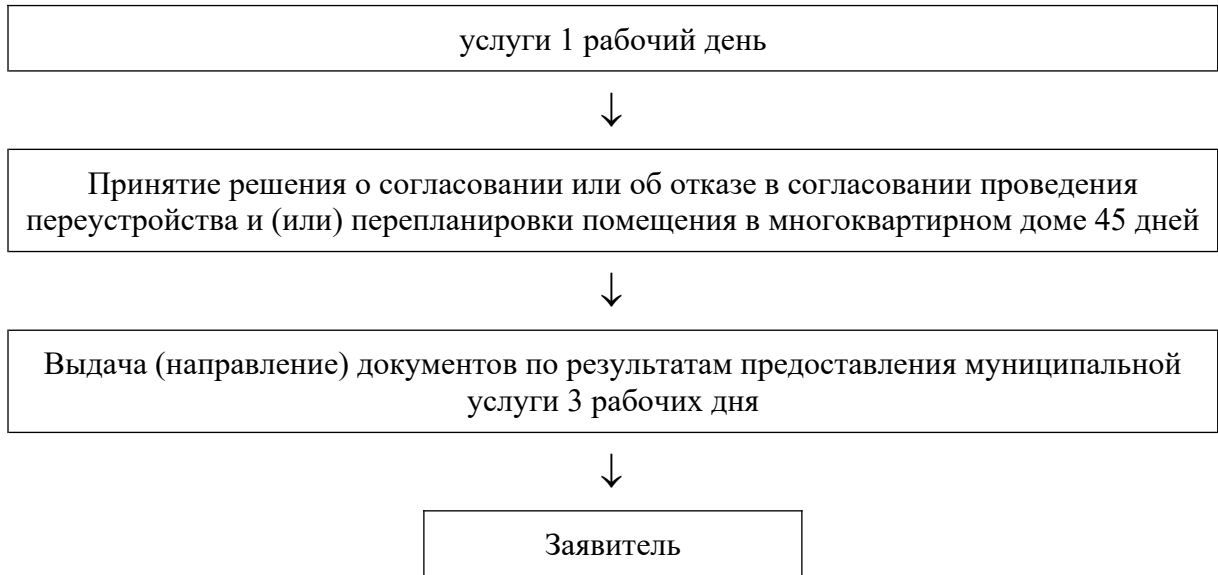 услуги 1 рабочий день
↓
Принятие решения о согласовании или об отказе в согласовании проведения
переустройства и (или) перепланировки помещения в многоквартирном доме 45 дней
↓
Выдача (направление) документов по результатам предоставления муниципальной
услуги 3 рабочих дня
↓
Заявитель